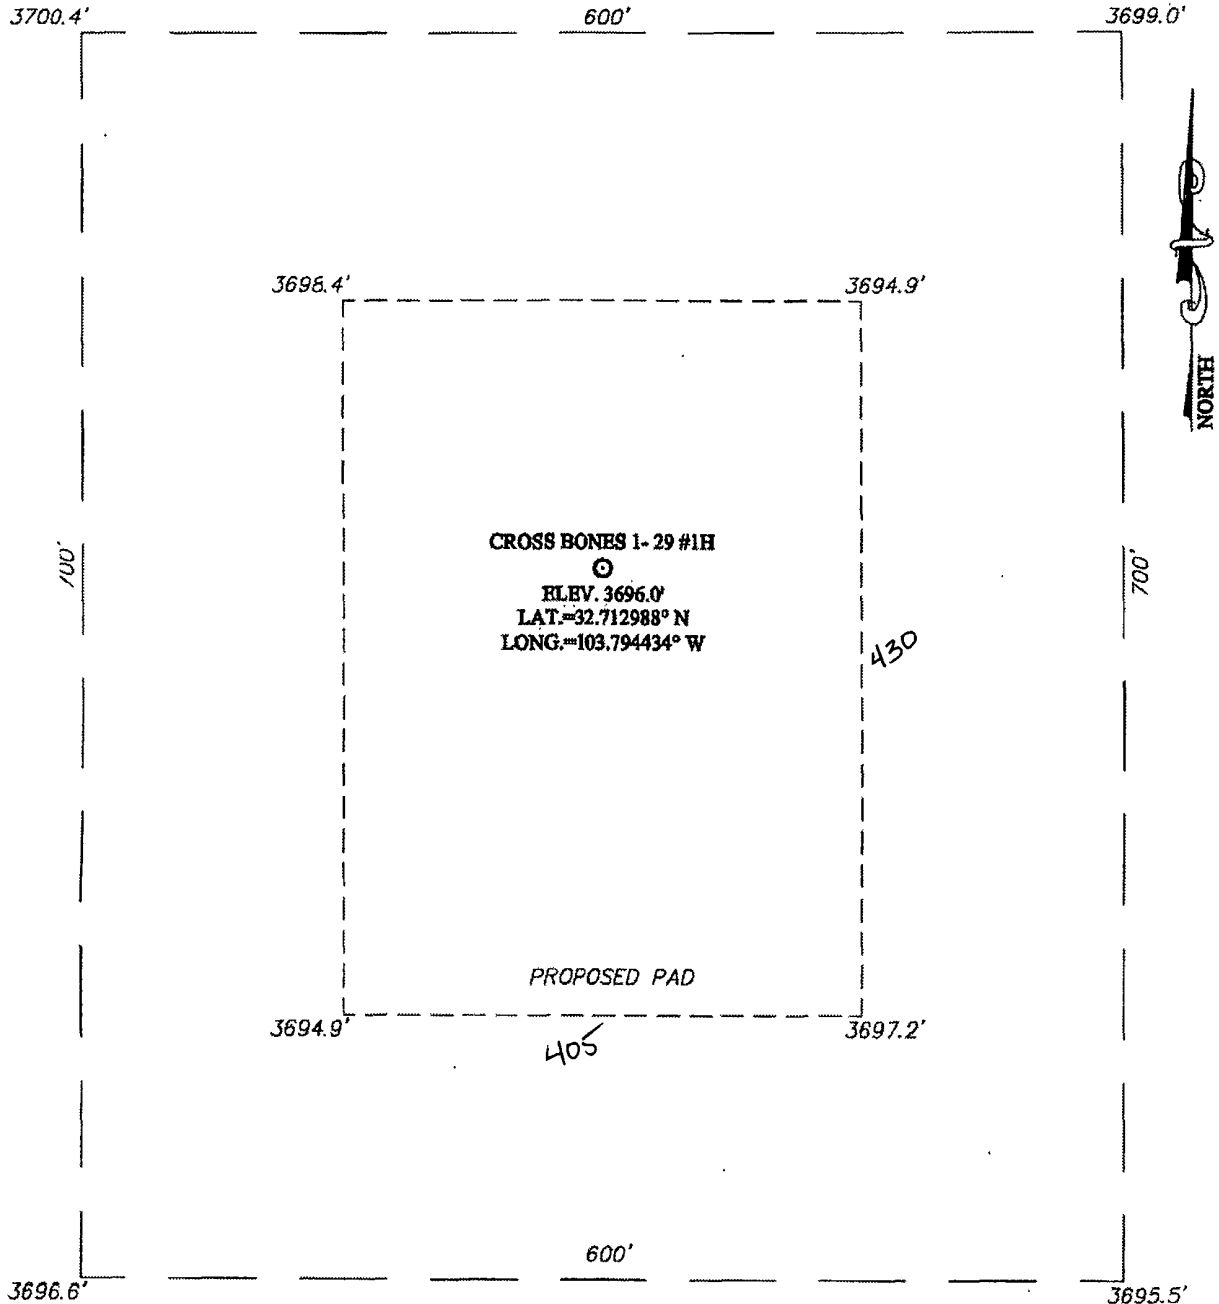 3700.4' 600' 3699.0'
NORTH
3698.4' 3694.9'
700' 700'
CROSS BONES 1- 29 #1H
ELEV. 3696.0'
LAT.=32.712988° N
LONG.=103.794434° W
430
PROPOSED PAD
3694.9' 3697.2'
405
600'
3696.6' 3695.5'